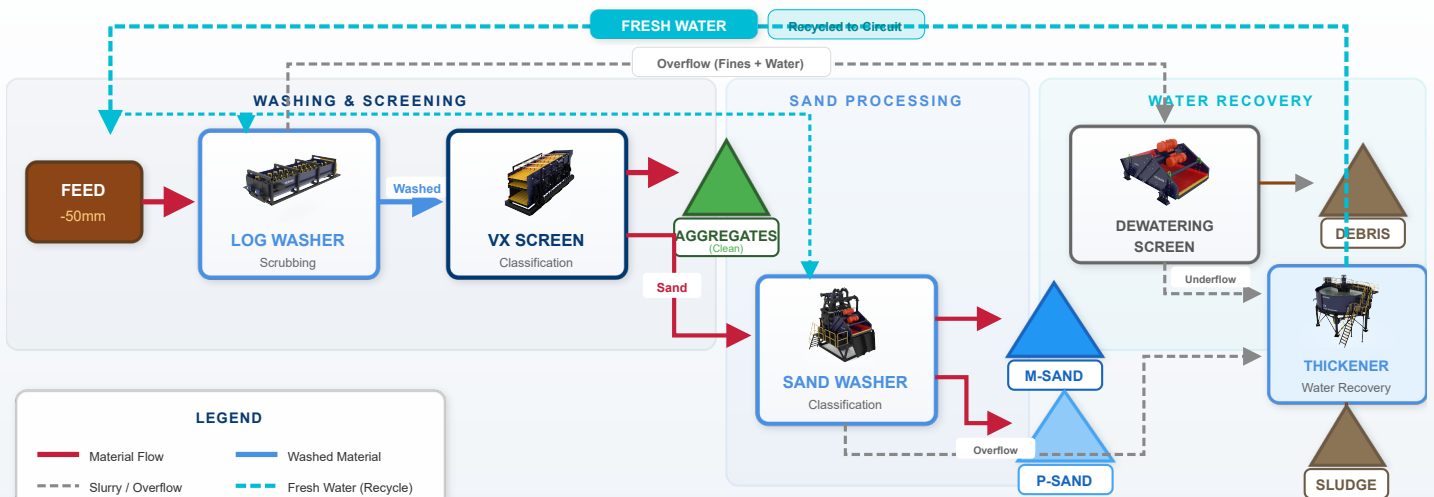 FRESH WATER
Recycled to Circuit
Overflow (Fines + Water)
WASHING & SCREENING
SAND PROCESSING
WATER RECOVERY
FEED
-50mm
LOG WASHER
Scrubbing
Washed
VX SCREEN
Classification
AGGREGATES
(Clean)
Sand
SAND WASHER
Classification
M-SAND
P-SAND
Overflow
DEWATERING
SCREEN
Underflow
DEBRIS
THICKENER
Water Recovery
SLUDGE
LEGEND
Material Flow
Washed Material
Slurry / Overflow
Fresh Water (Recycle)